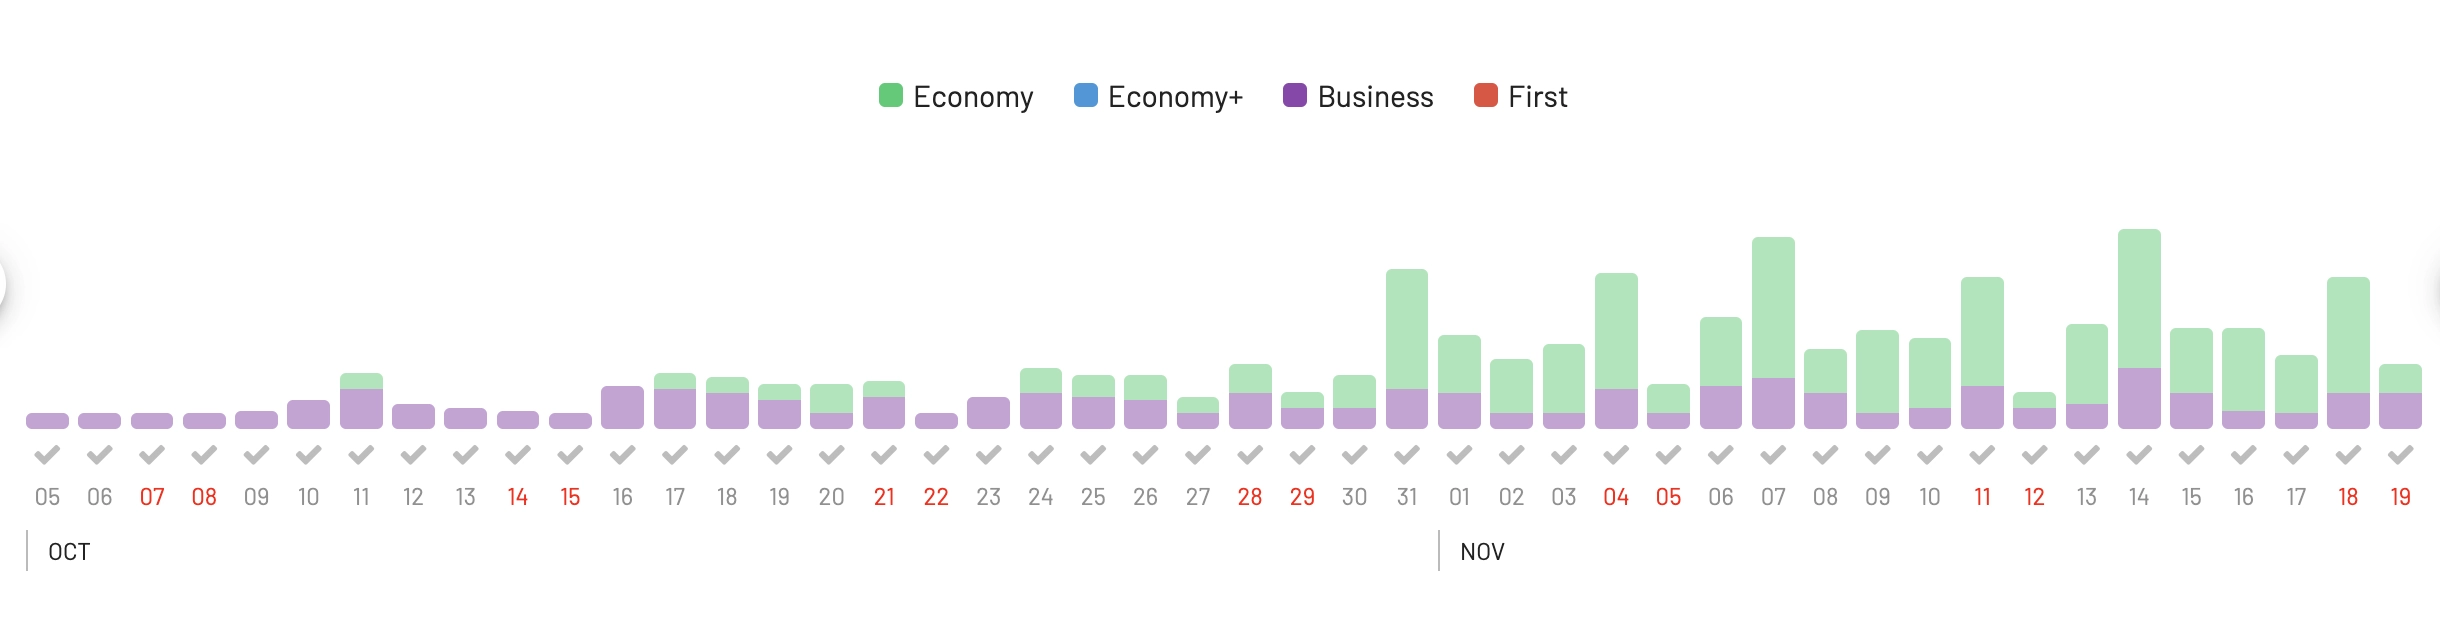 Economy Economy+ Business First
05 06 07 08 09 10 11 12 13 14 15 16 17 18 19 20 21 22 23 24 25 26 27 28 29 30 31 01 02 03 04 05 06 07 08 09 10 11 12 13 14 15 16 17 18 19
OCT NOV